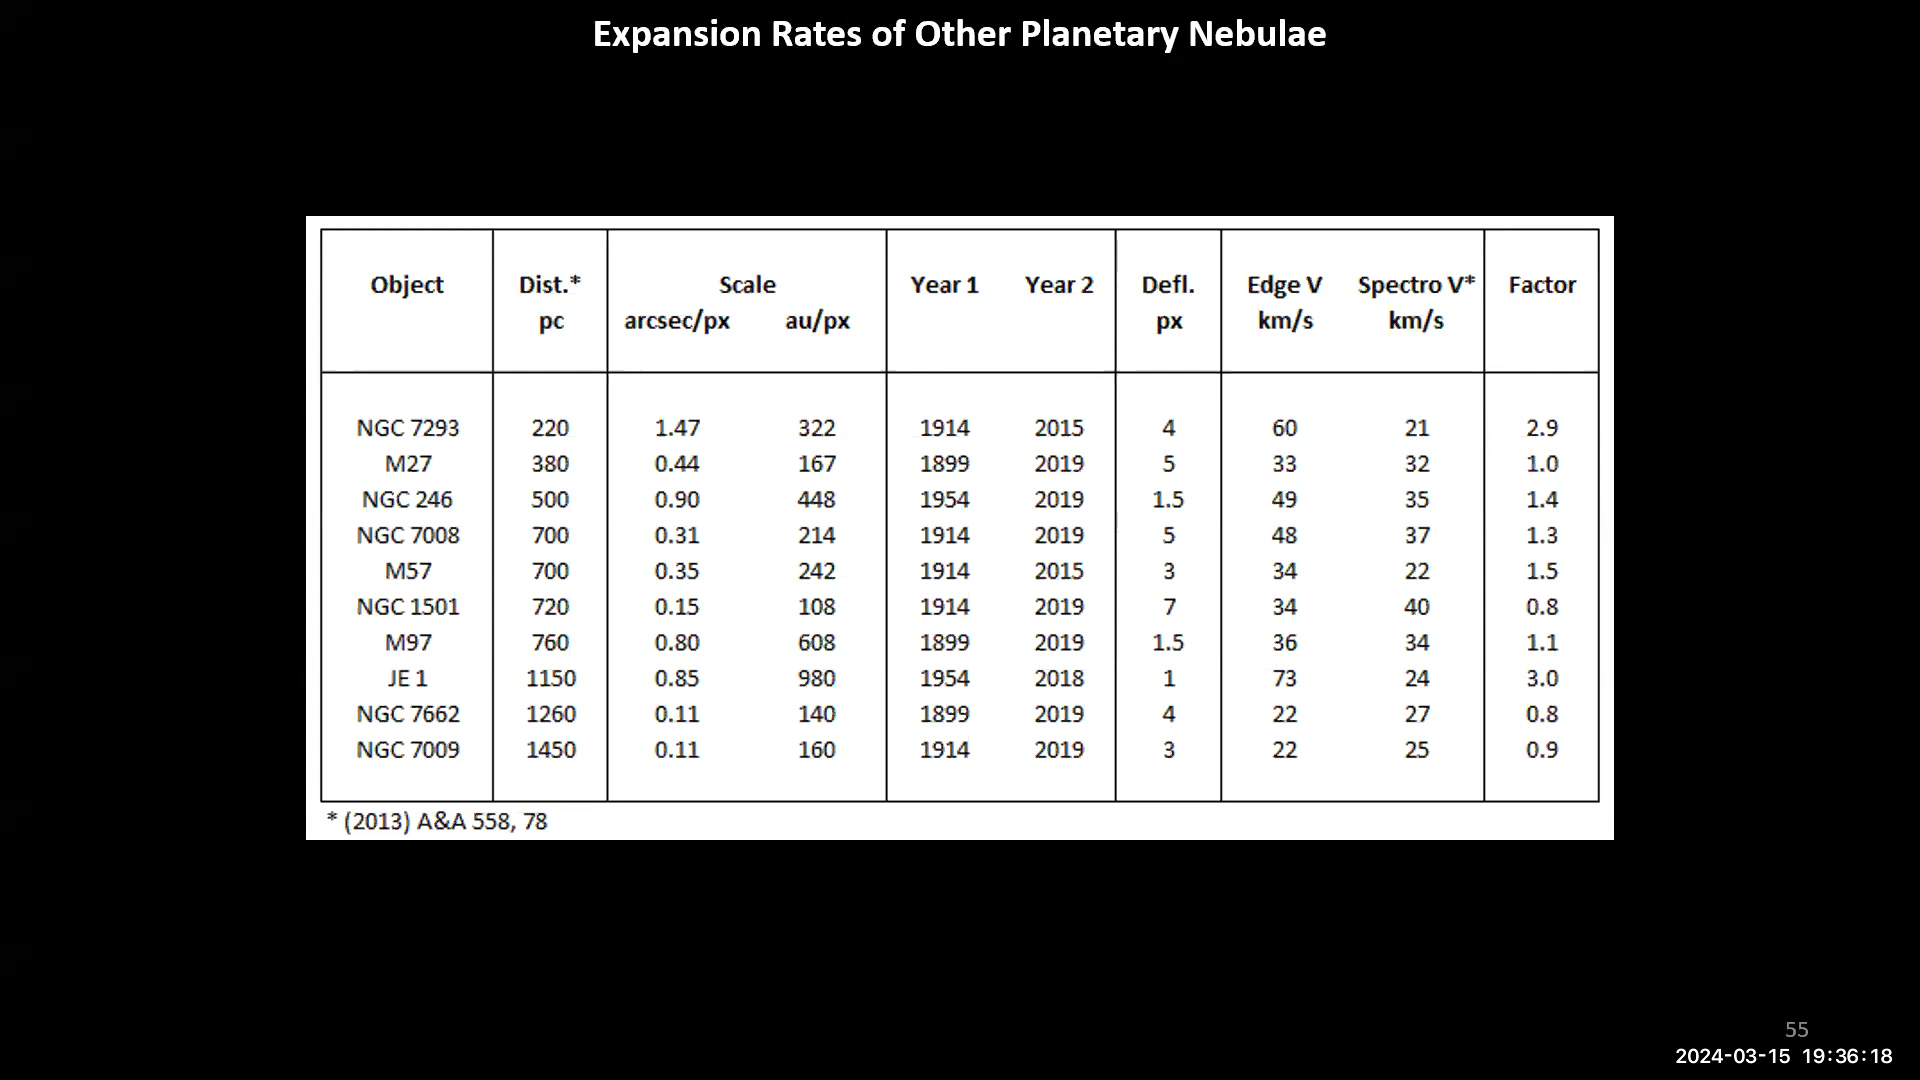 Expansion Rates of Other Planetary Nebulae
Object Dist.* Scale Year 1 Year 2 Defl. Edge V Spectro V* Factor
pc arcsec/px au/px px km/s km/s
NGC 7293 220 1.47 322 1914 2015 4 60 21 2.9
M27 380 0.44 167 1899 2019 5 33 32 1.0
NGC 246 500 0.90 448 1954 2019 1.5 49 35 1.4
NGC 7008 700 0.31 214 1914 2019 5 48 37 1.3
M57 700 0.35 242 1914 2015 3 34 22 1.5
NGC 1501 720 0.15 108 1914 2019 7 34 40 0.8
M97 760 0.80 608 1899 2019 1.5 36 34 1.1
JE 1 1150 0.85 980 1954 2018 1 73 24 3.0
NGC 7662 1260 0.11 140 1899 2019 4 22 27 0.8
NGC 7009 1450 0.11 160 1914 2019 3 22 25 0.9
* (2013) A&A 558, 78
55
2024-03-15 19:36:18